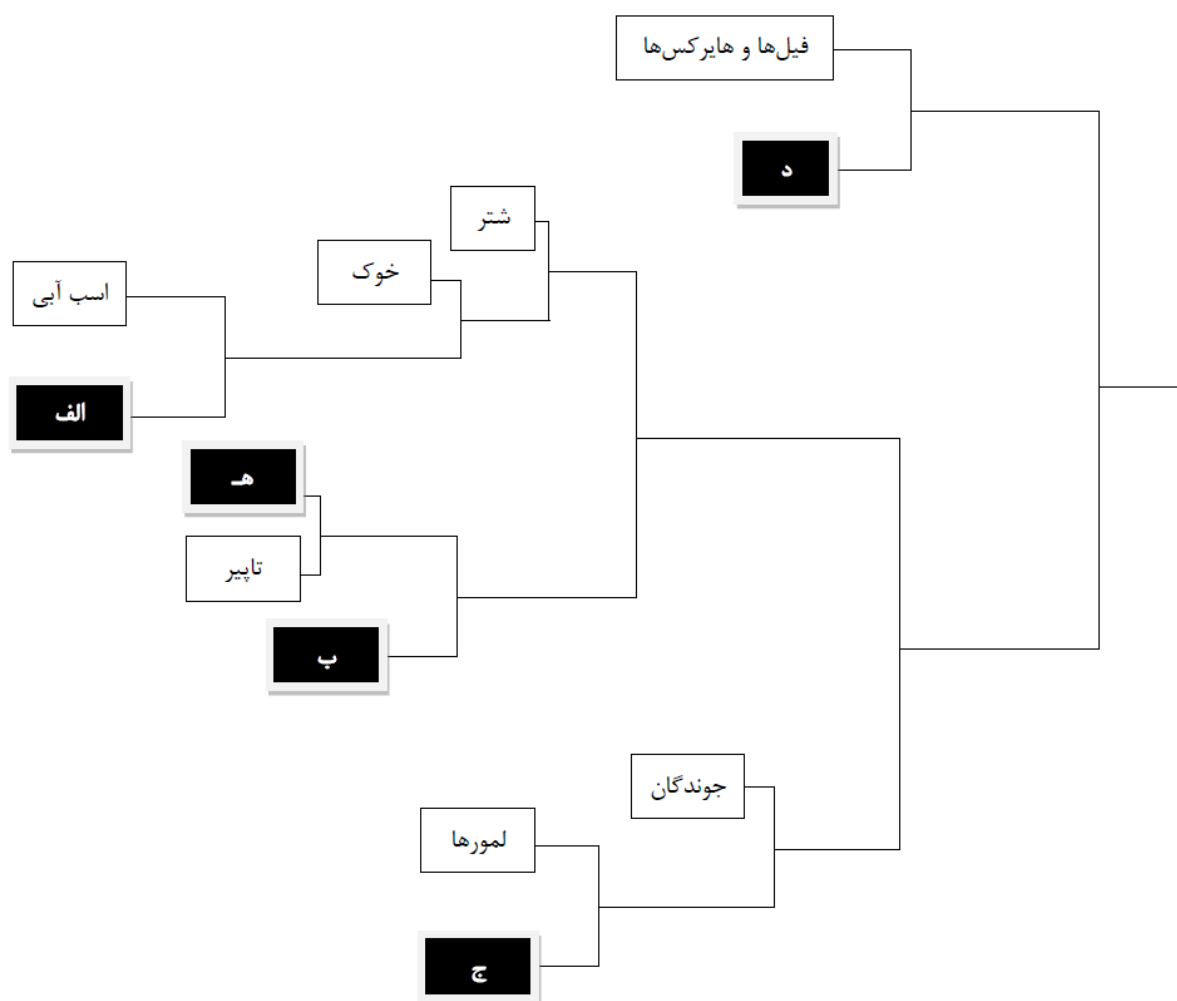 فیل‌ها و هایرکس‌ها
د
شتر
خوک
اسب آبی
الف
هـ
تاپیر
ب
جوندگان
لمورها
ج